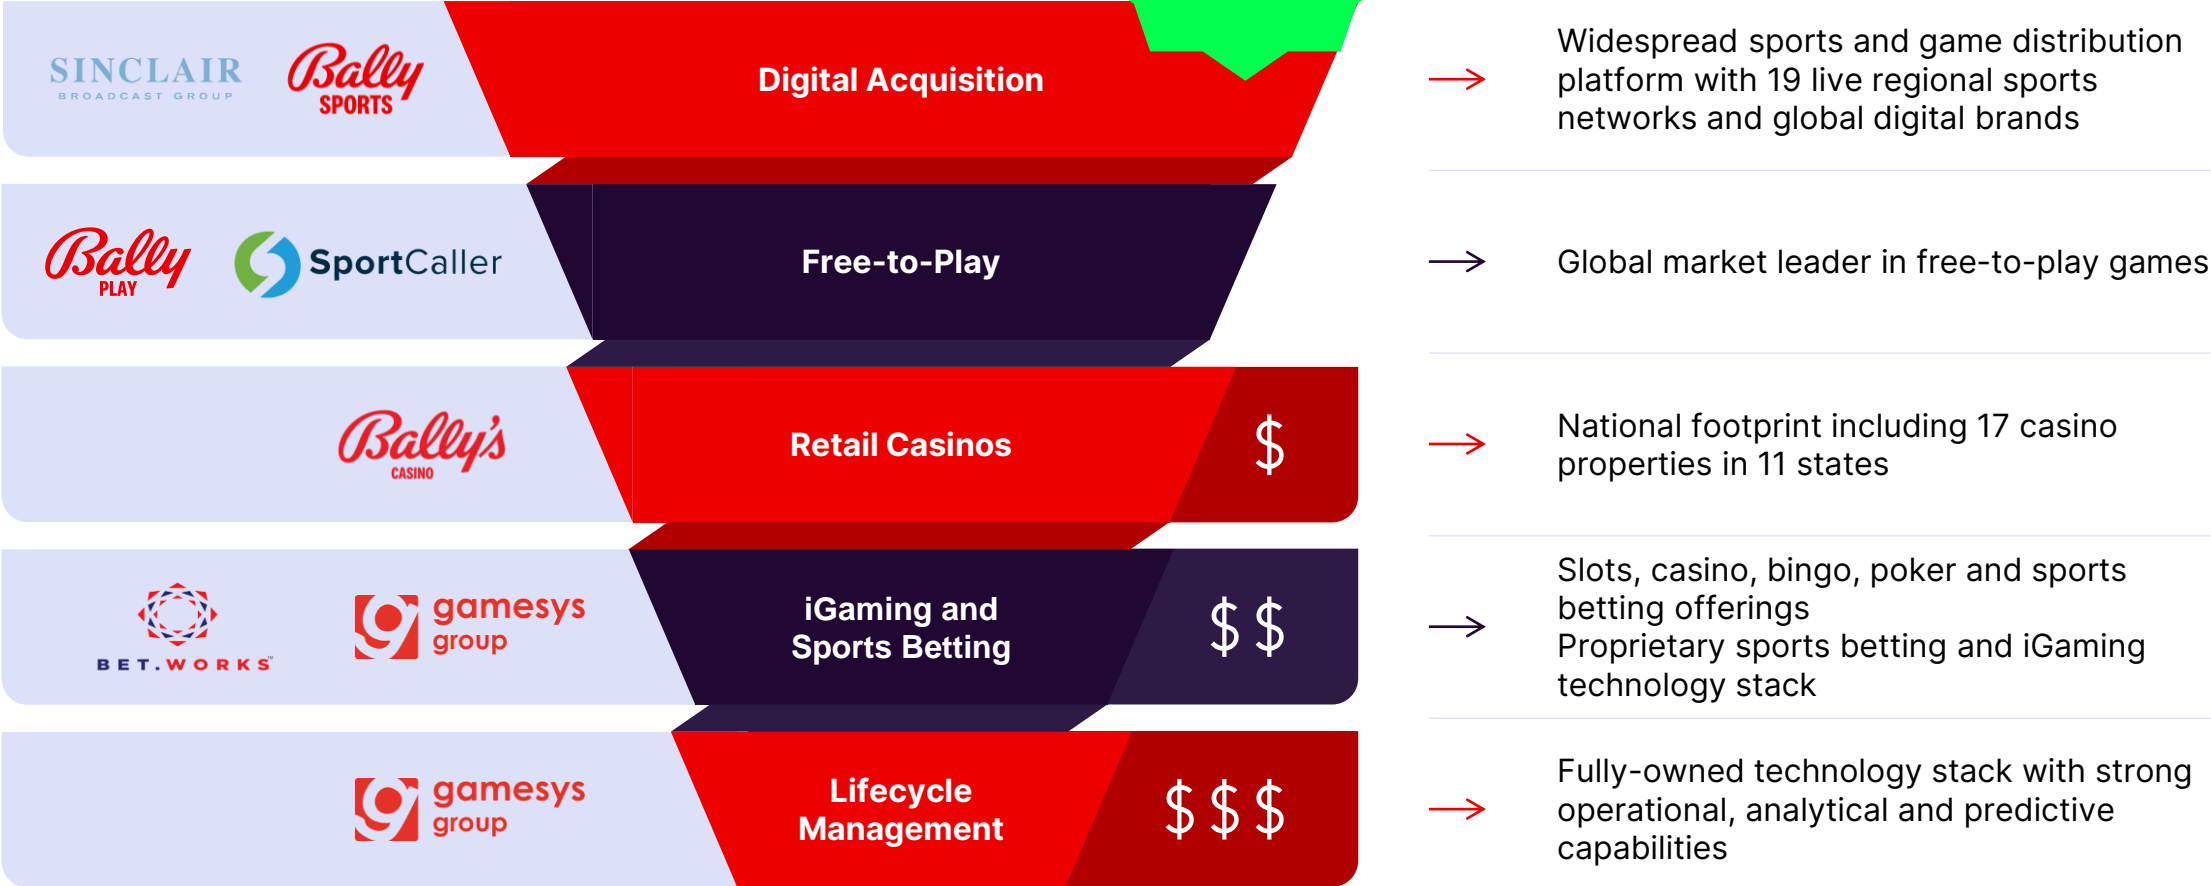 SINCLAIR
BROADCAST GROUP
Bally
SPORTS
Digital Acquisition
Widespread sports and game distribution
platform with 19 live regional sports
networks and global digital brands
Bally
PLAY
SportCaller
Free-to-Play
Global market leader in free-to-play games
Bally's
CASINO
Retail Casinos
$
National footprint including 17 casino
properties in 11 states
BET.WORKS™
gamesys
group
iGaming and
Sports Betting
$ $
Slots, casino, bingo, poker and sports
betting offerings
Proprietary sports betting and iGaming
technology stack
gamesys
group
Lifecycle
Management
$ $ $
Fully-owned technology stack with strong
operational, analytical and predictive
capabilities